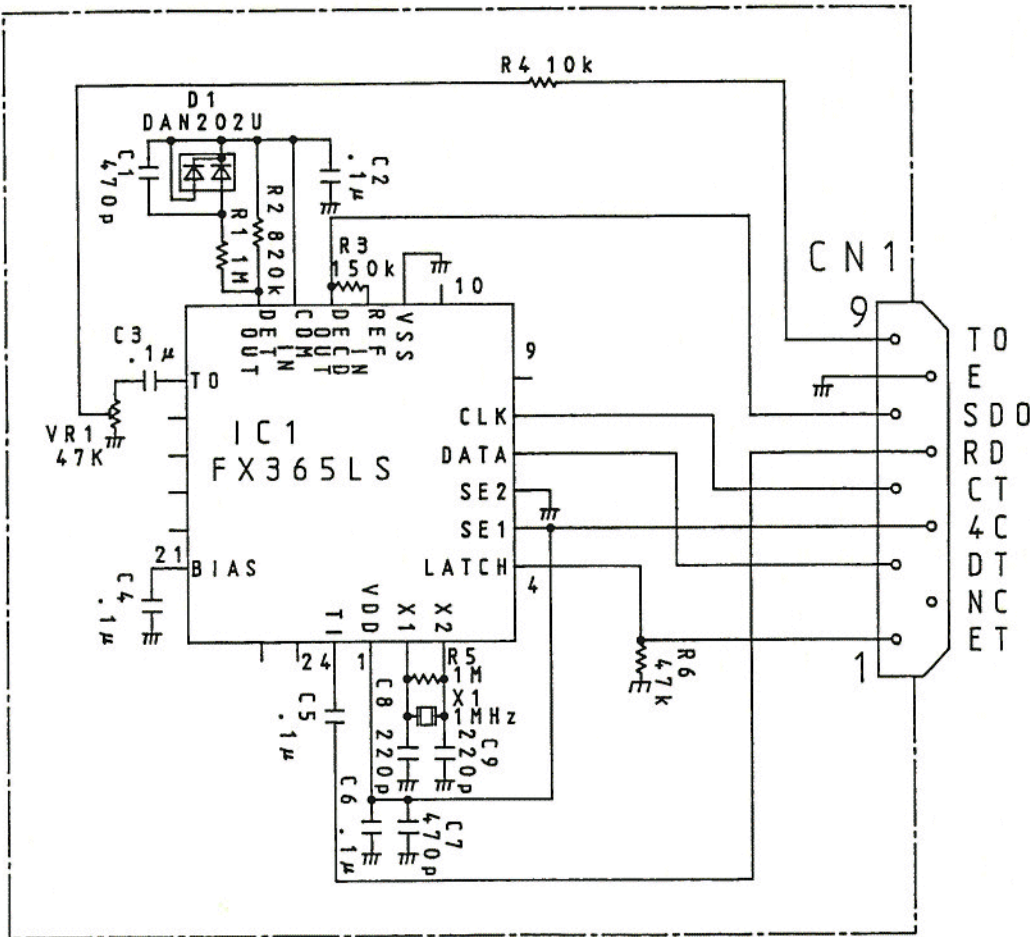 R4 10k
D1
DAN202U
C1
470p
C2
.1μ
R2 820k
R1 1M
R3
150k
10
CN1
9
TO
E
SDO
RD
CT
4C
DT
NC
ET
1
C3
.1μ
VR1
47K
DET OUT
DET IN
COM
DECD OUT
REF IN
VSS
9
TO
CLK
IC1
FX365LS
DATA
SE2
SE1
21
BIAS
LATCH
4
C4
.1μ
TI
VDD
X1
X2
24
1
R5
1M
X1
1MHz
R6
47k
C5
.1μ
C8
220p
C9
220p
C6
.1μ
C7
470p